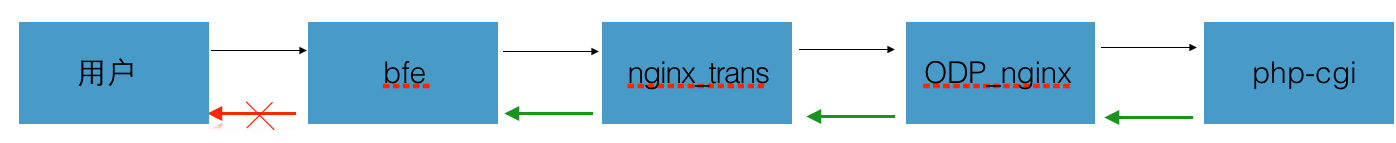 用户
bfe
nginx_trans
ODP_nginx
php-cgi